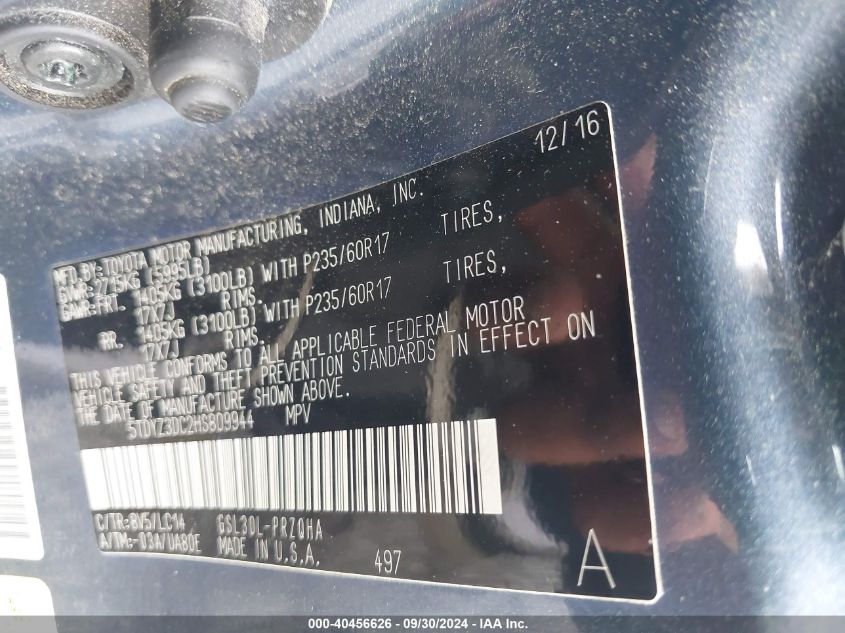 12/16
MFD BY: TOYOTA MOTOR MANUFACTURING, INDIANA, INC.
GVWR: 2715KG (5995LB)
GAWR: FRT. 1405KG (3100LB) WITH P235/60R17 TIRES,
17X7J RIMS.
RR. 1405KG (3100LB) WITH P235/60R17 TIRES,
17X7J RIMS.
THIS VEHICLE CONFORMS TO ALL APPLICABLE FEDERAL MOTOR
VEHICLE SAFETY AND THEFT PREVENTION STANDARDS IN EFFECT ON
THE DATE OF MANUFACTURE SHOWN ABOVE.
5TDYZ3DC2HS809944 MPV
C/TR: 8V5/LC14 GSL30L-PRZQHA
A/TM: -03A/UA80E MADE IN U.S.A.
497
A
000-40456626 - 09/30/2024 - IAA Inc.